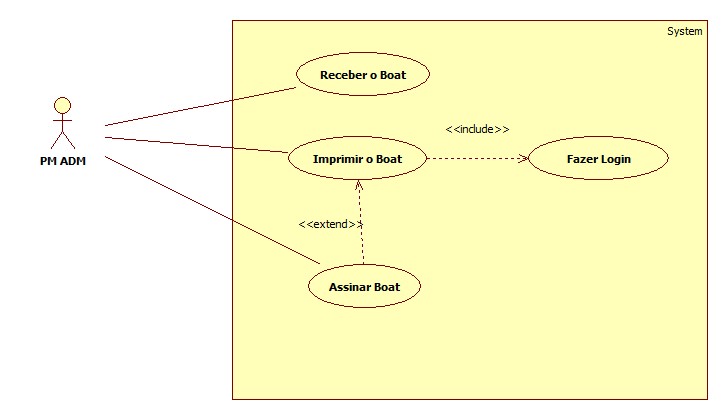 System
Receber o Boat
<<include>>
PM ADM
Imprimir o Boat
Fazer Login
<<extend>>
Assinar Boat